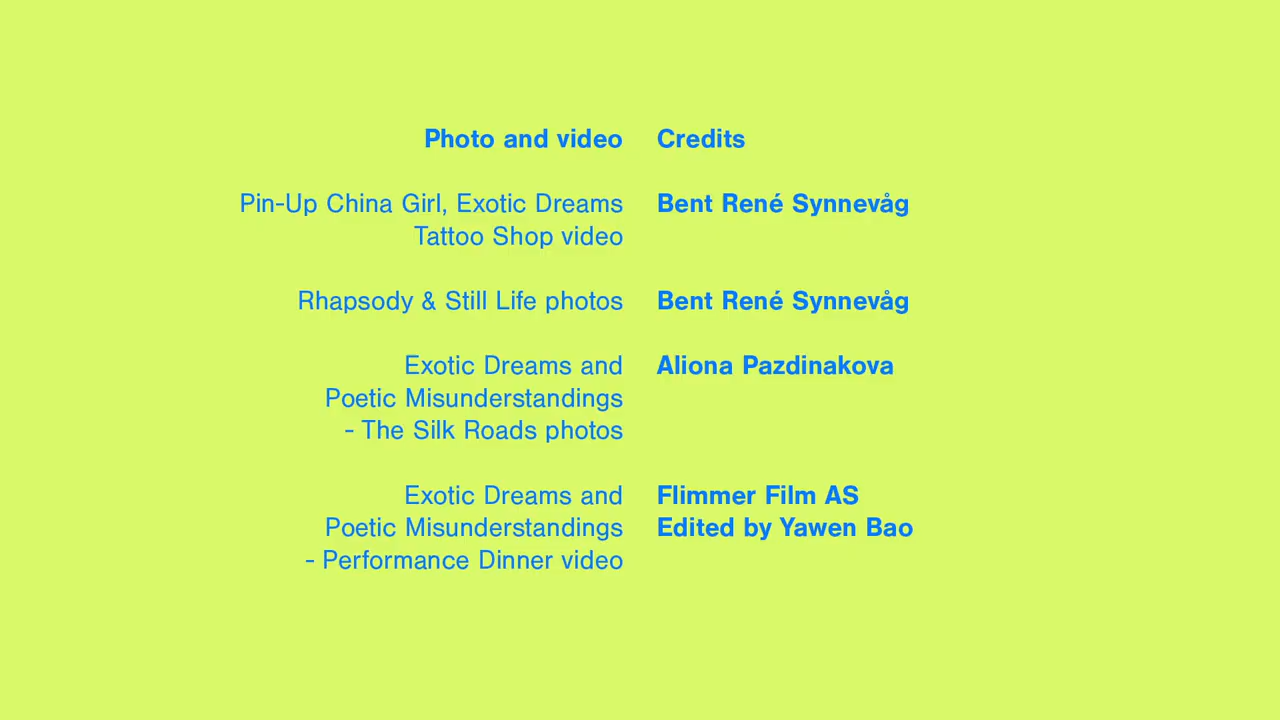 Photo and video Credits
Pin-Up China Girl, Exotic Dreams Bent René Synnevåg
Tattoo Shop video
Rhapsody & Still Life photos Bent René Synnevåg
Exotic Dreams and Aliona Pazdinakova
Poetic Misunderstandings
- The Silk Roads photos
Exotic Dreams and Flimmer Film AS
Poetic Misunderstandings Edited by Yawen Bao
- Performance Dinner video